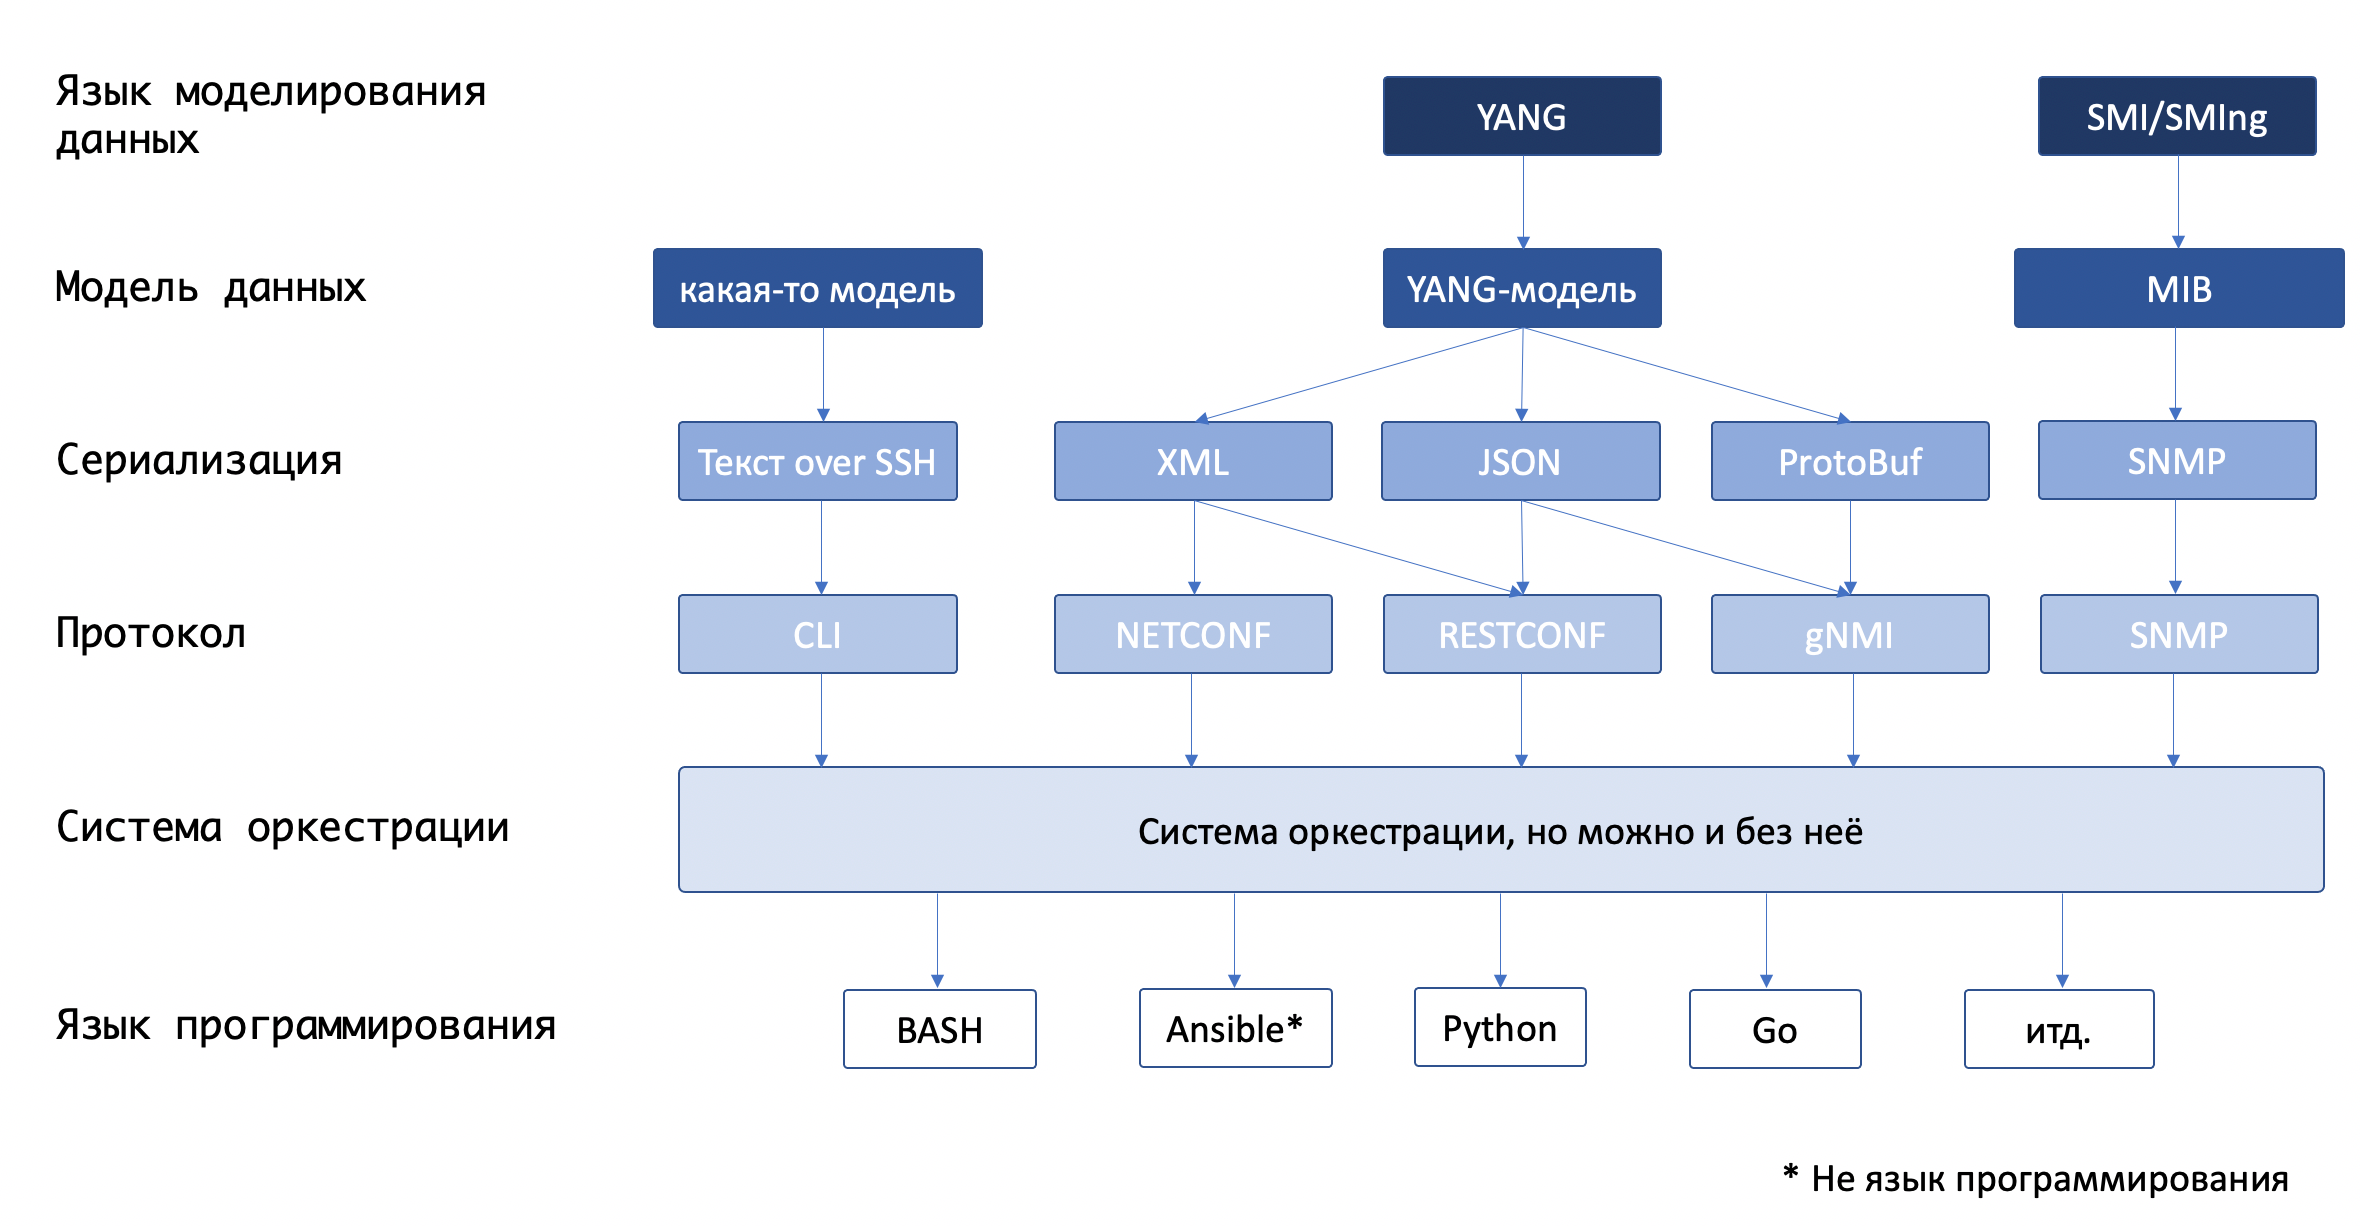 Язык моделирования
данных
YANG
SMI/SMIng
Модель данных
какая-то модель
YANG-модель
MIB
Сериализация
Текст over SSH
XML
JSON
ProtoBuf
SNMP
Протокол
CLI
NETCONF
RESTCONF
gNMI
SNMP
Система оркестрации
Система оркестрации, но можно и без неё
Язык программирования
BASH
Ansible*
Python
Go
итд.
* Не язык программирования